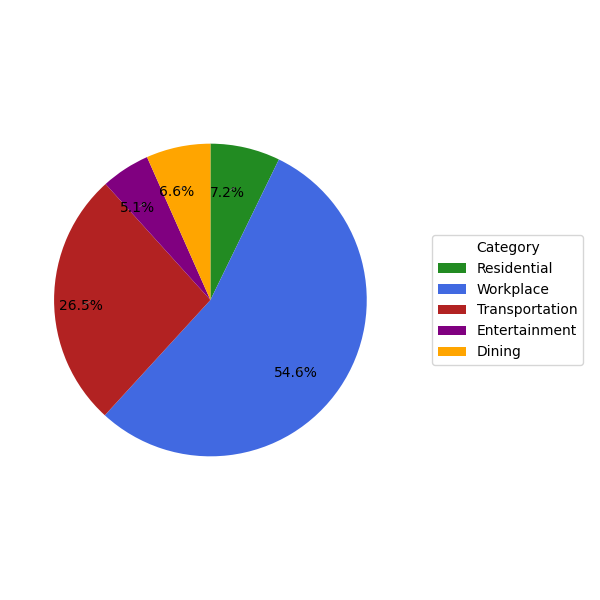 6.6%
7.2%
5.1%
26.5%
54.6%
Category
Residential
Workplace
Transportation
Entertainment
Dining